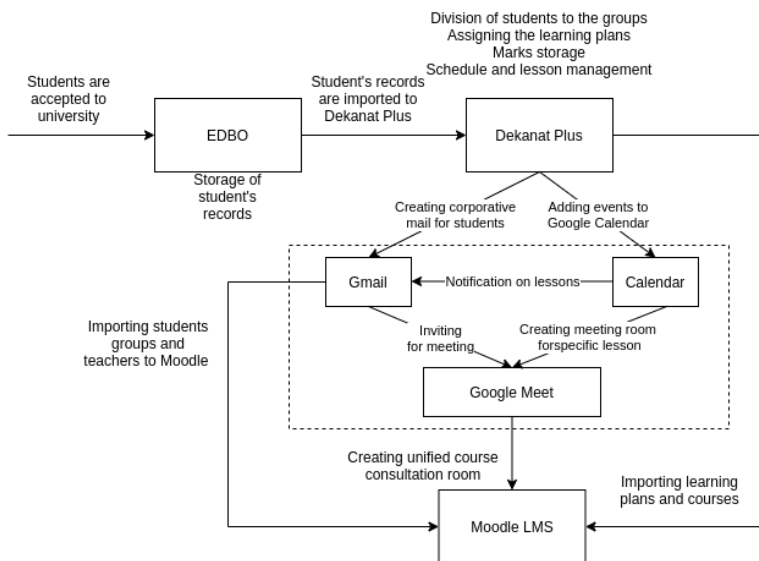 Division of students to the groups
Assigning the learning plans
Marks storage
Schedule and lesson management
Students are
accepted to
university
Student's records
are imported to
Dekanat Plus
EDBO
Dekanat Plus
Storage of
student's
records
Creating corporative
mail for students
Adding events to
Google Calendar
Gmail
Notification on lessons
Calendar
Importing students
groups and
teachers to Moodle
Inviting
for meeting
Creating meeting room
forspecific lesson
Google Meet
Creating unified course
consultation room
Importing learning
plans and courses
Moodle LMS